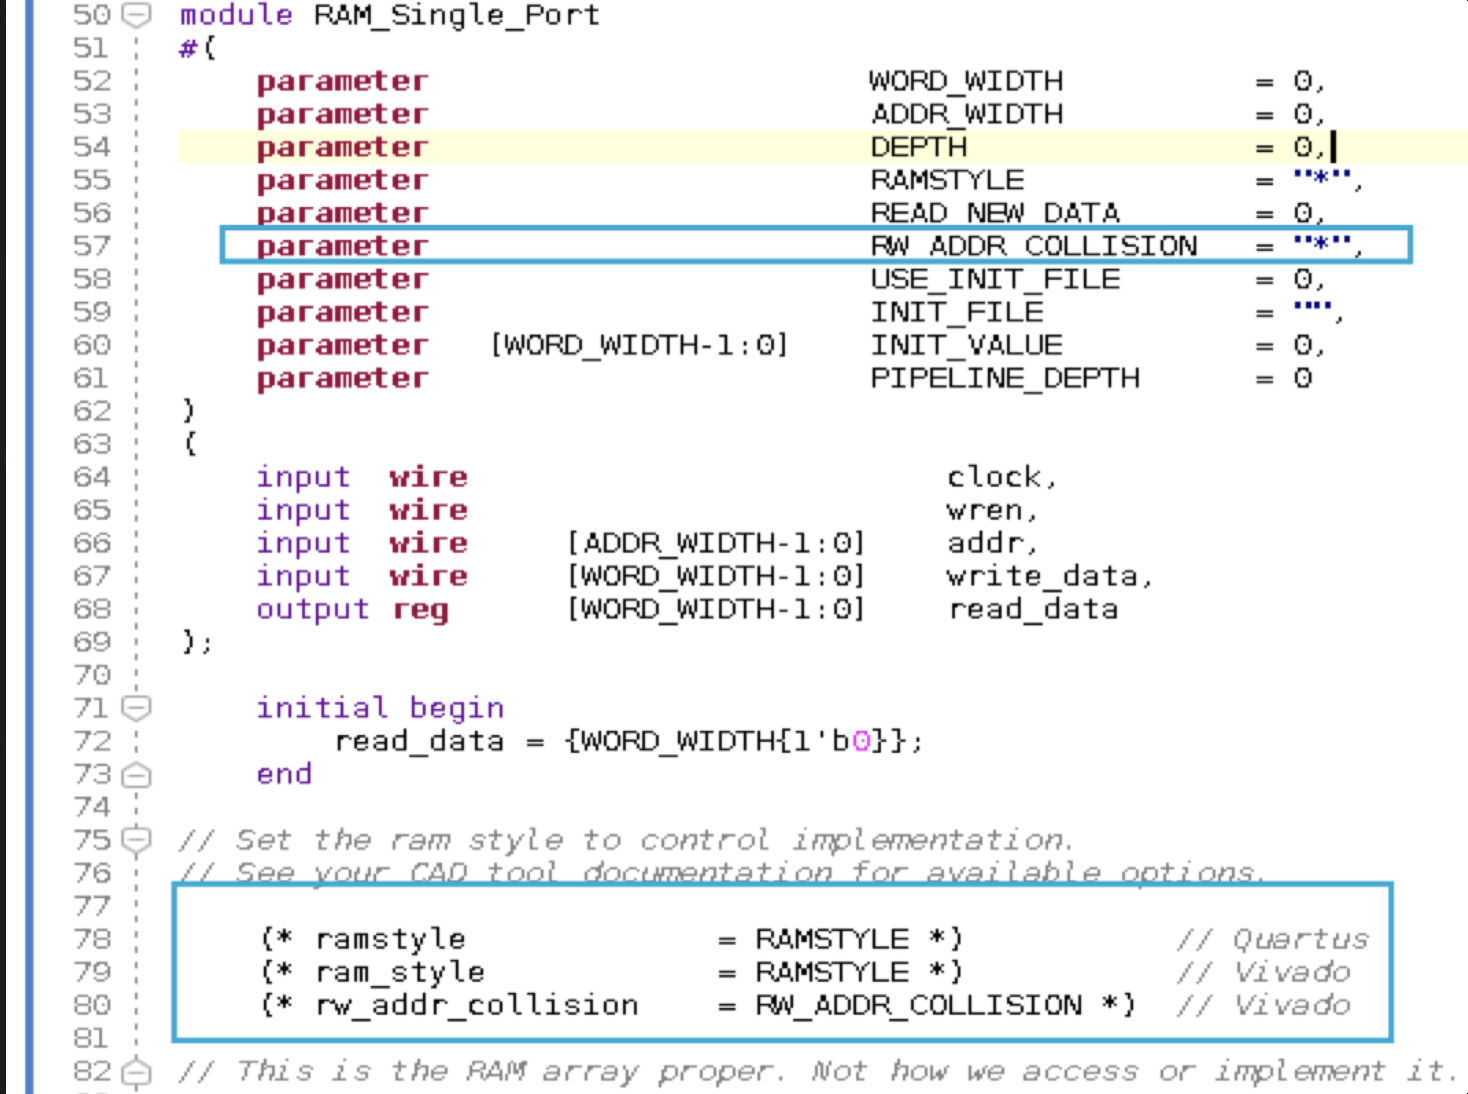 50 module RAM_Single_Port
51 #(
52 parameter WORD_WIDTH = 0,
53 parameter ADDR_WIDTH = 0,
54 parameter DEPTH = 0,
55 parameter RAMSTYLE = "*",
56 parameter READ_NEW_DATA = 0,
57 parameter RW_ADDR_COLLISION = "*",
58 parameter USE_INIT_FILE = 0,
59 parameter INIT_FILE = "",
60 parameter [WORD_WIDTH-1:0] INIT_VALUE = 0,
61 parameter PIPELINE_DEPTH = 0
62 )
63 (
64 input wire clock,
65 input wire wren,
66 input wire [ADDR_WIDTH-1:0] addr,
67 input wire [WORD_WIDTH-1:0] write_data,
68 output reg [WORD_WIDTH-1:0] read_data
69 );
70
71 initial begin
72 read_data = {WORD_WIDTH{1'b0}};
73 end
74
75 // Set the ram style to control implementation.
76 // See your CAD tool documentation for available options.
77
78 (* ramstyle = RAMSTYLE *) // Quartus
79 (* ram_style = RAMSTYLE *) // Vivado
80 (* rw_addr_collision = RW_ADDR_COLLISION *) // Vivado
81
82 // This is the RAM array proper. Not how we access or implement it.